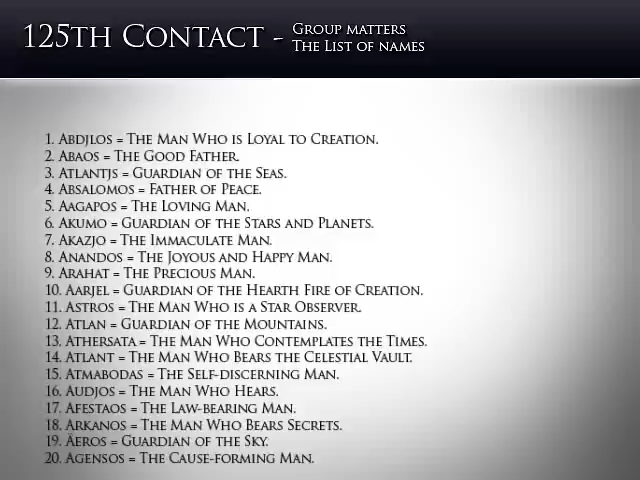 125th Contact - Group matters
The List of names
1. Abdjlos = The Man Who is Loyal to Creation.
2. Abaos = The Good Father.
3. Atlantjs = Guardian of the Seas.
4. Absalomos = Father of Peace.
5. Aagapos = The Loving Man.
6. Akumo = Guardian of the Stars and Planets.
7. Akazjo = The Immaculate Man.
8. Anandos = The Joyous and Happy Man.
9. Arahat = The Precious Man.
10. Aarjel = Guardian of the Hearth Fire of Creation.
11. Astros = The Man Who is a Star Observer.
12. Atlan = Guardian of the Mountains.
13. Athersata = The Man Who Contemplates the Times.
14. Atlant = The Man Who Bears the Celestial Vault.
15. Atmabodas = The Self-discerning Man.
16. Audjos = The Man Who Hears.
17. Afestaos = The Law-bearing Man.
18. Arkanos = The Man Who Bears Secrets.
19. Äeros = Guardian of the Sky.
20. Agensos = The Cause-forming Man.